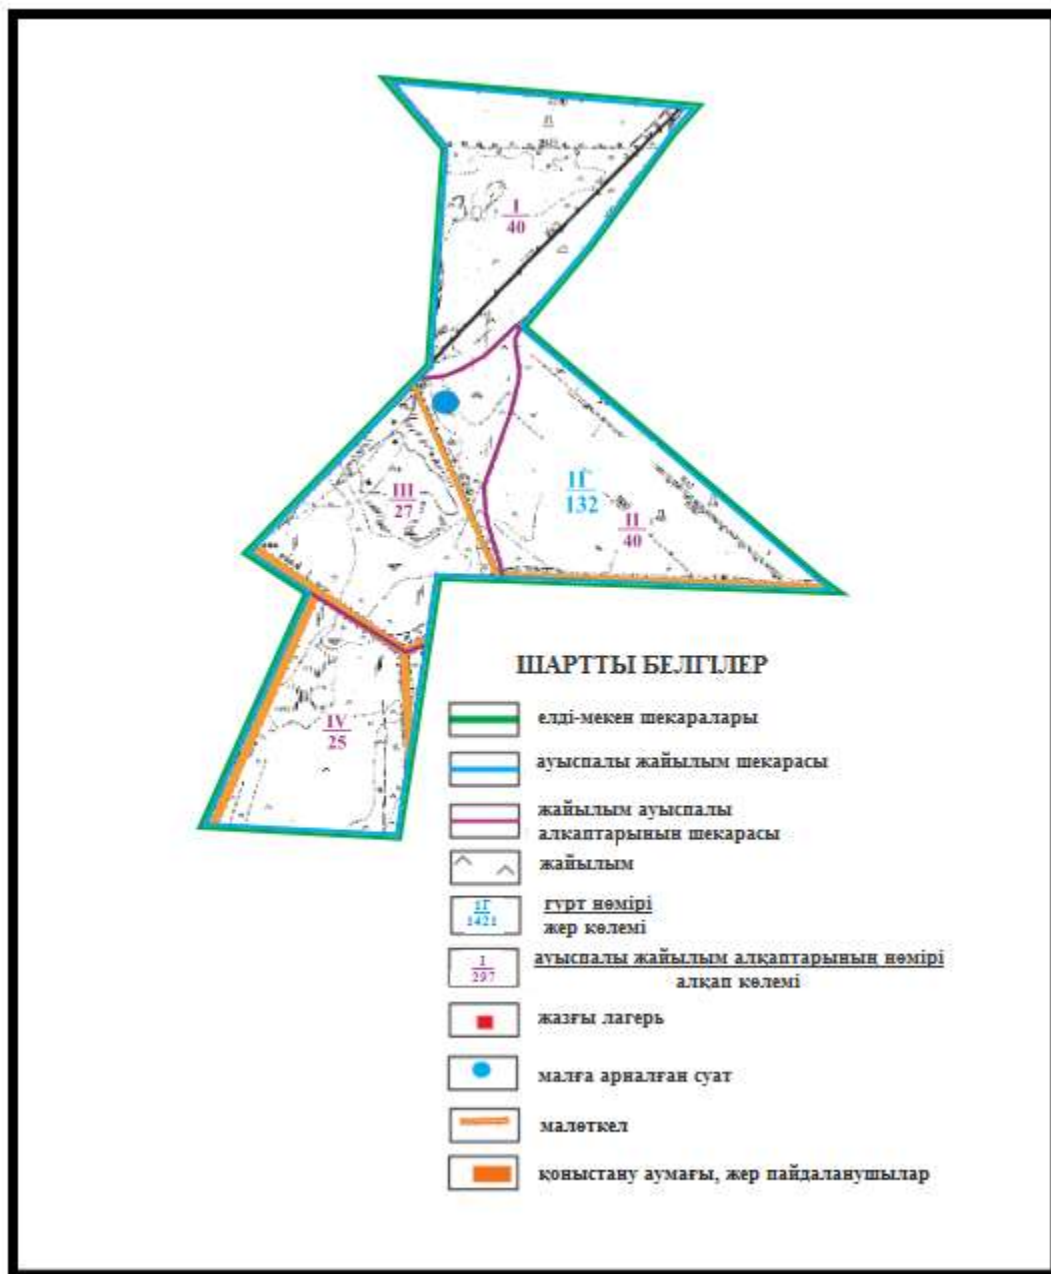 I
40
III
27
1Г
132
II
40
IV
25
ШАРТТЫ БЕЛГІЛЕР
елді-мекен шекаралары
ауыспалы жайылым шекарасы
жайылым ауыспалы
алкаптарынын шекарасы
жайылым
1Г
1421
гурт нөмірі
жер көлемі
I
297
ауыспалы жайылым алқаптарының нөмірі
алқап көлемі
жазғы лагерь
малға арналған суат
малөткел
қоныстану аумағы, жер пайдаланушылар